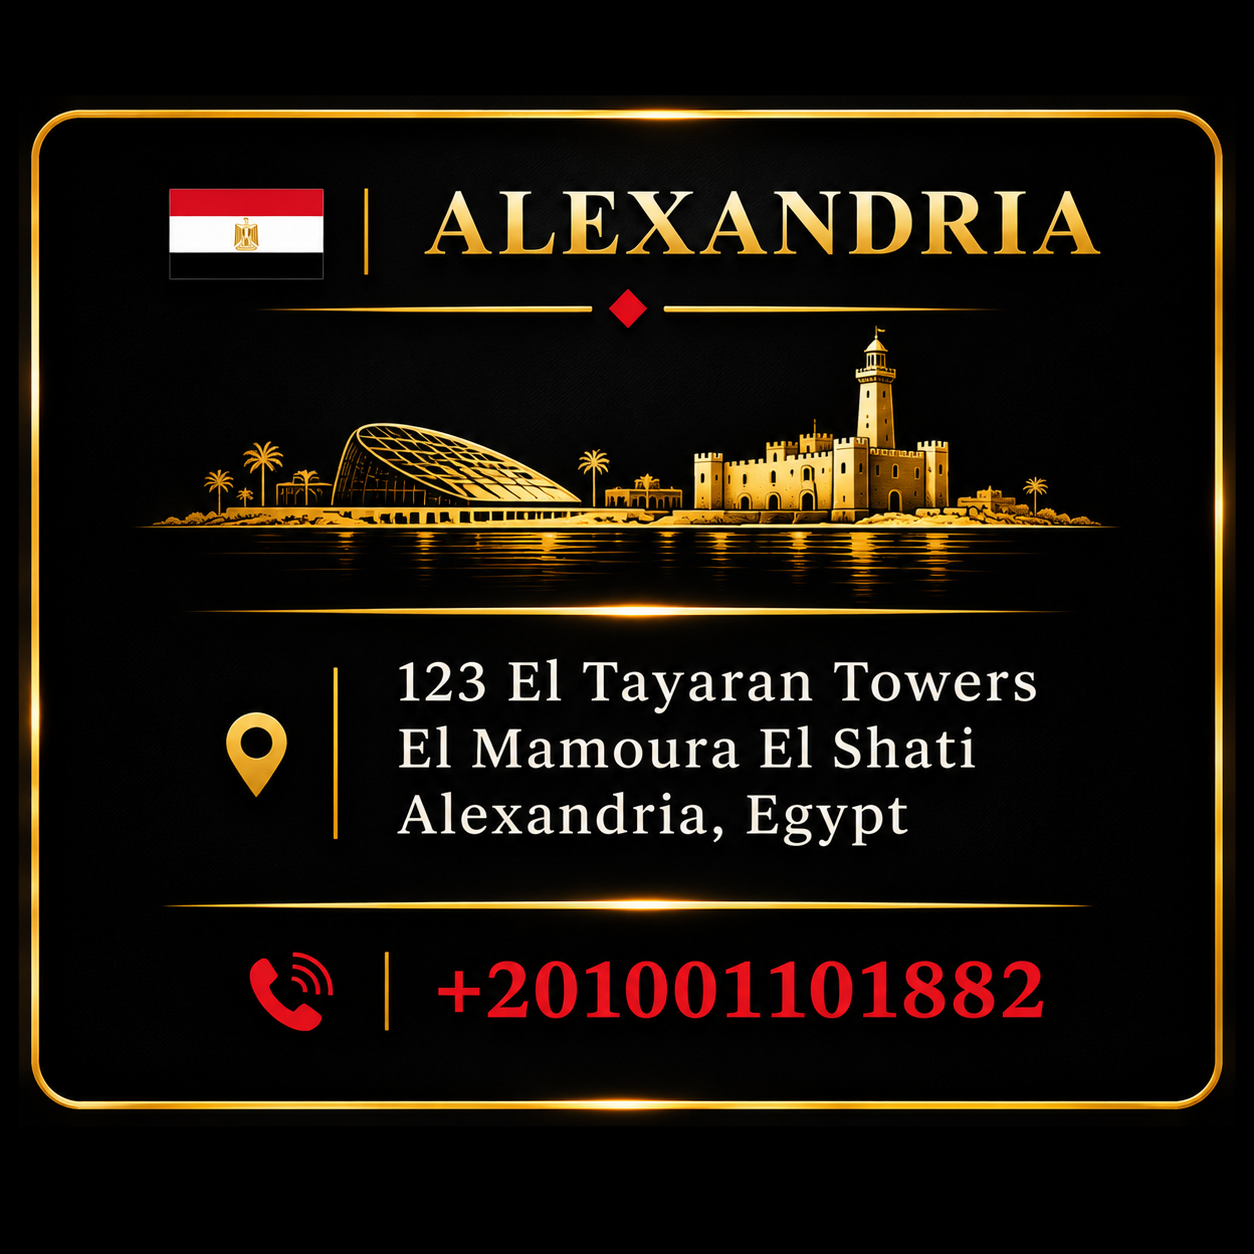 ALEXANDRIA
123 El Tayaran Towers
El Mamoura El Shati
Alexandria, Egypt
+201001101882